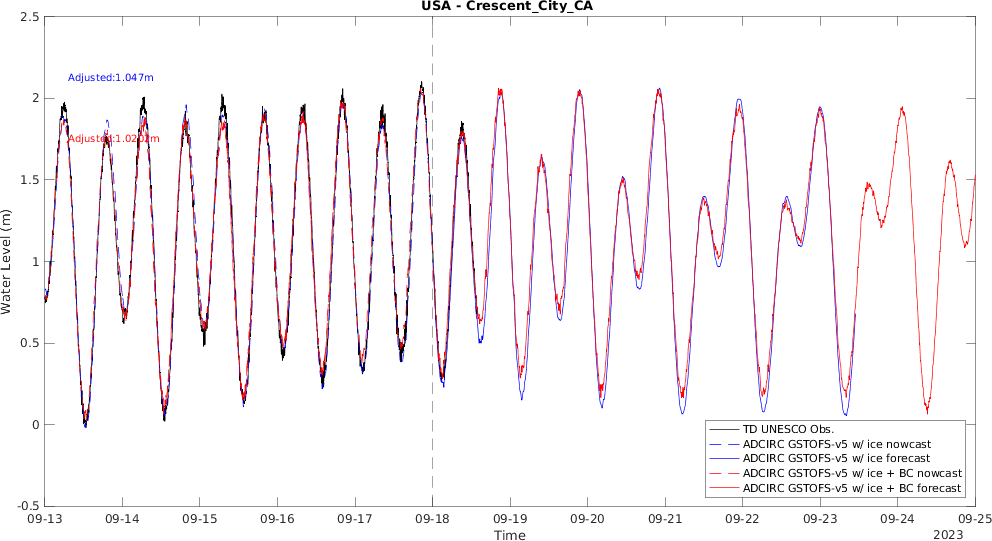 USA - Crescent_City_CA
2.5
2
1.5
1
0.5
0
-0.5
Water Level (m)
Adjusted:1.047m
Adjusted:1.0202m
TD UNESCO Obs.
ADCIRC GSTOFS-v5 w/ ice nowcast
ADCIRC GSTOFS-v5 w/ ice forecast
ADCIRC GSTOFS-v5 w/ ice + BC nowcast
ADCIRC GSTOFS-v5 w/ ice + BC forecast
09-13 09-14 09-15 09-16 09-17 09-18 09-19 09-20 09-21 09-22 09-23 09-24 09-25
Time
2023